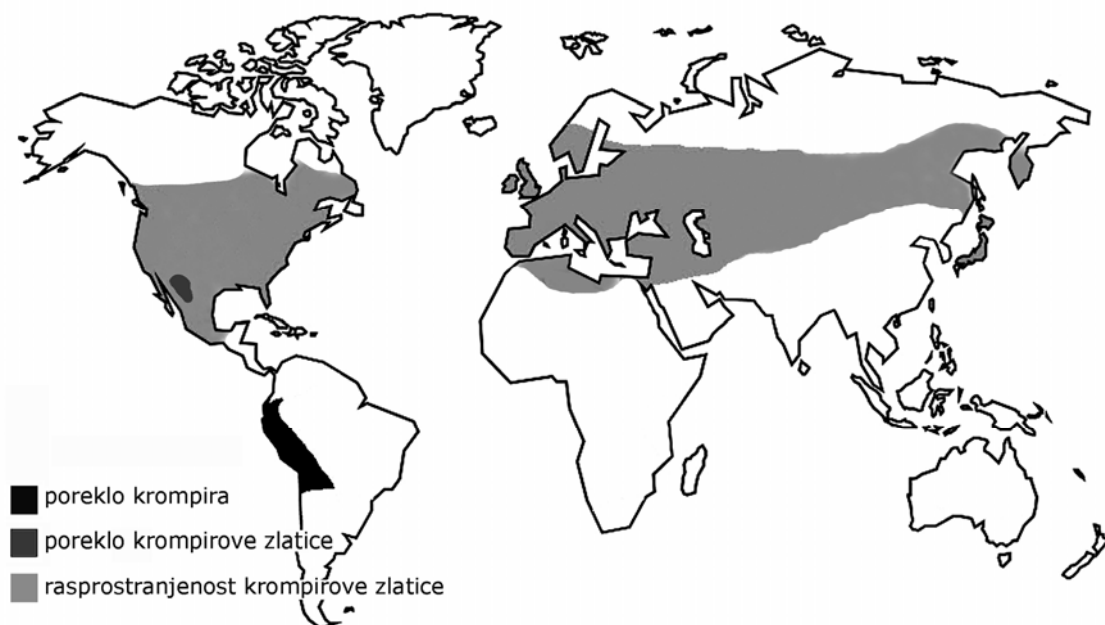 poreklo krompira
poreklo krompirove zlatice
rasprostranjenost krompirove zlatice